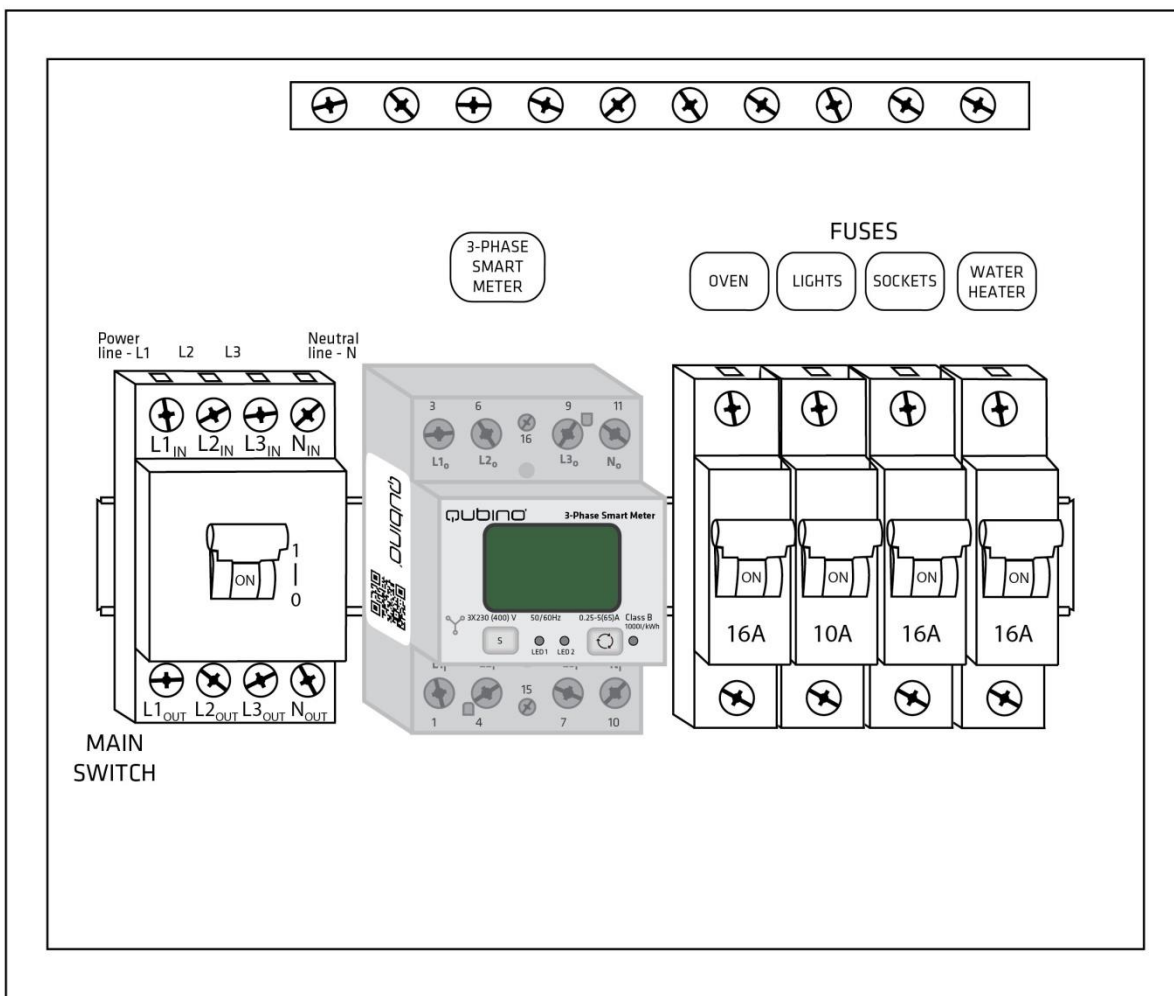 3-PHASE
SMART
METER
FUSES
OVEN
LIGHTS
SOCKETS
WATER
HEATER
Power
line - L1
L2
L3
Neutral
line - N
L1IN L2IN L3IN NIN
1
0
ON
L1OUT L2OUT L3OUT NOUT
MAIN
SWITCH
3 6 9 11
16
L1o L2o L3o No
QUBINO
QUBINO 3-Phase Smart Meter
3X230 (400) V 50/60Hz 0.25-5(65)A Class B
1000i/kWh
S LED 1 LED 2
15
1 4 7 10
ON ON ON ON
16A 10A 16A 16A